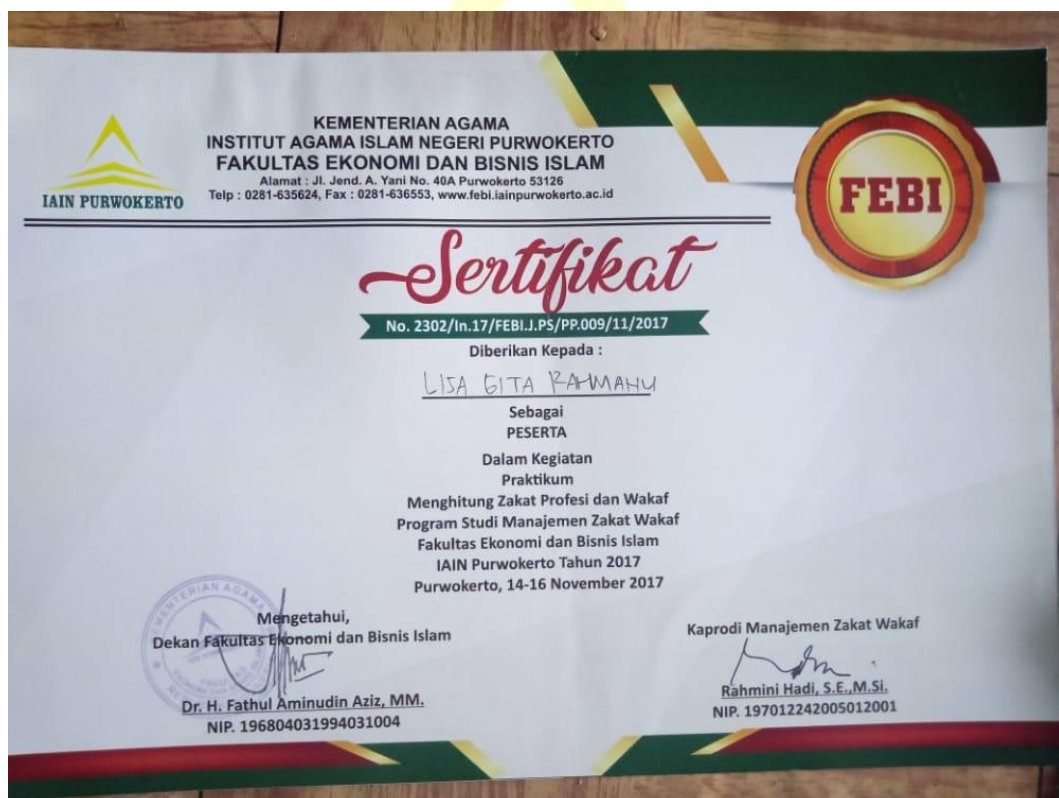 KEMENTERIAN AGAMA
INSTITUT AGAMA ISLAM NEGERI PURWOKERTO
FAKULTAS EKONOMI DAN BISNIS ISLAM
Alamat : Jl. Jend. A. Yani No. 40A Purwokerto 53126
Telp : 0281-635624, Fax : 0281-636553, www.febi.iainpurwokerto.ac.id
IAIN PURWOKERTO
FEBI
Sertifikat
No. 2302/In.17/FEBI.J.PS/PP.009/11/2017
Diberikan Kepada :
LISA GITA RAHMANU
Sebagai
PESERTA
Dalam Kegiatan
Praktikum
Menghitung Zakat Profesi dan Wakaf
Program Studi Manajemen Zakat Wakaf
Fakultas Ekonomi dan Bisnis Islam
IAIN Purwokerto Tahun 2017
Purwokerto, 14-16 November 2017
Mengetahui,
Dekan Fakultas Ekonomi dan Bisnis Islam
Dr. H. Fathul Aminudin Aziz, MM.
NIP. 196804031994031004
Kaprodi Manajemen Zakat Wakaf
Rahmini Hadi, S.E.,M.Si.
NIP. 197012242005012001
KEMENTERIAN AGAMA